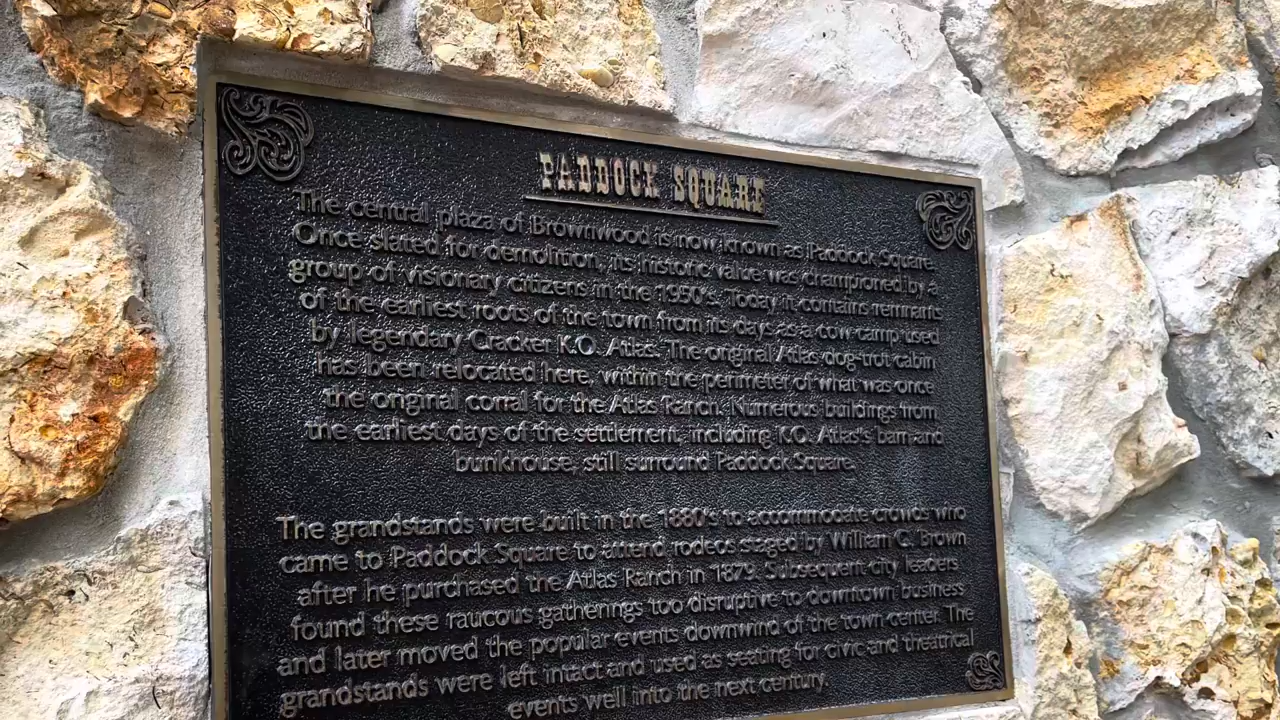 PADDOCK SQUARE
The central plaza of Brownwood is now known as Paddock Square.
Once slated for demolition, its historic value was championed by a
group of visionary citizens in the 1950's. Today it contains remnants
of the earliest roots of the town from its days as a cow camp used
by legendary Cracker K.O. Atlas. The original Atlas dog-trot cabin
has been relocated here, within the perimeter of what was once
the original corral for the Atlas Ranch. Numerous buildings from
the earliest days of the settlement, including K.O. Atlas's barn and
bunkhouse, still surround Paddock Square.
The grandstands were built in the 1880's to accommodate crowds who
came to Paddock Square to attend rodeos staged by William G. Brown
after he purchased the Atlas Ranch in 1879. Subsequent city leaders
found these raucous gatherings too disruptive to downtown business
and later moved the popular events downwind of the town center. The
grandstands were left intact and used as seating for civic and theatrical
events well into the next century.